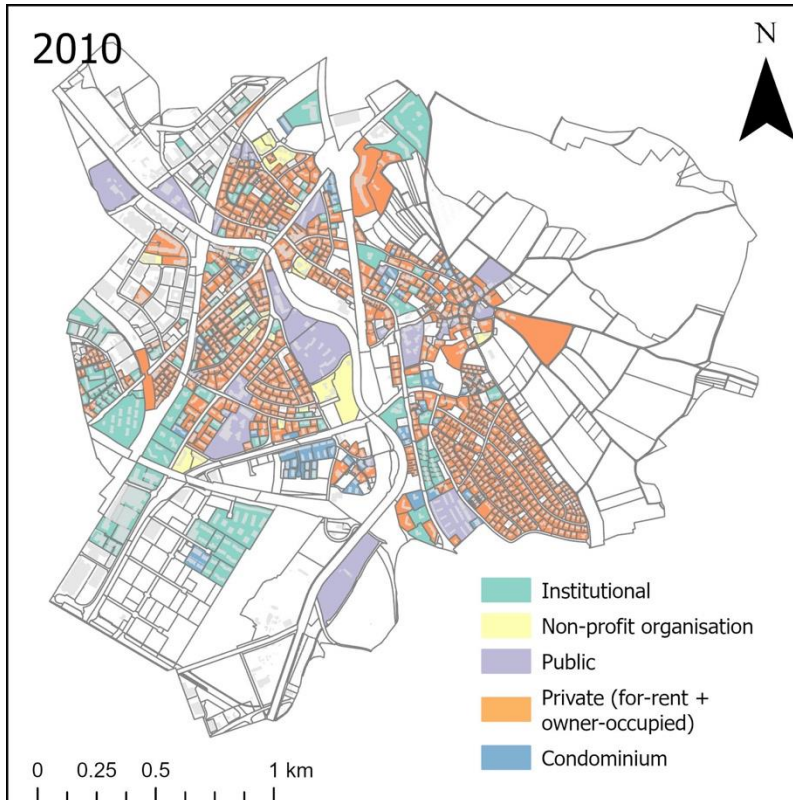 2010
N
Institutional
Non-profit organisation
Public
Private (for-rent +
owner-occupied)
Condominium
0 0.25 0.5 1 km